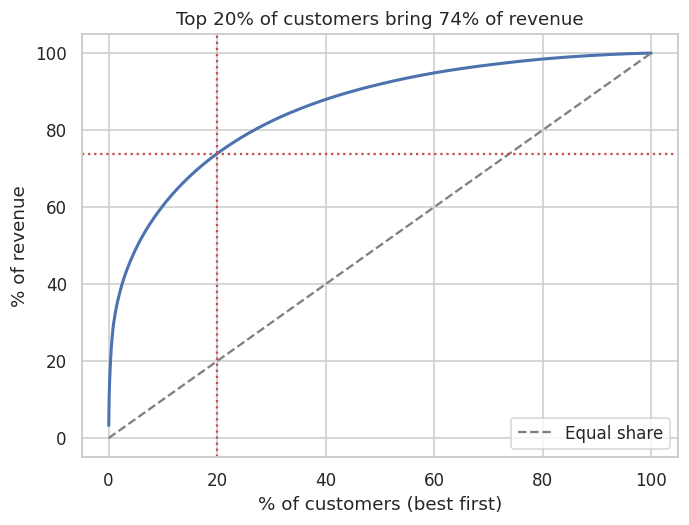 Top 20% of customers bring 74% of revenue
% of revenue
100
80
60
40
20
0
0 20 40 60 80 100
% of customers (best first)
Equal share